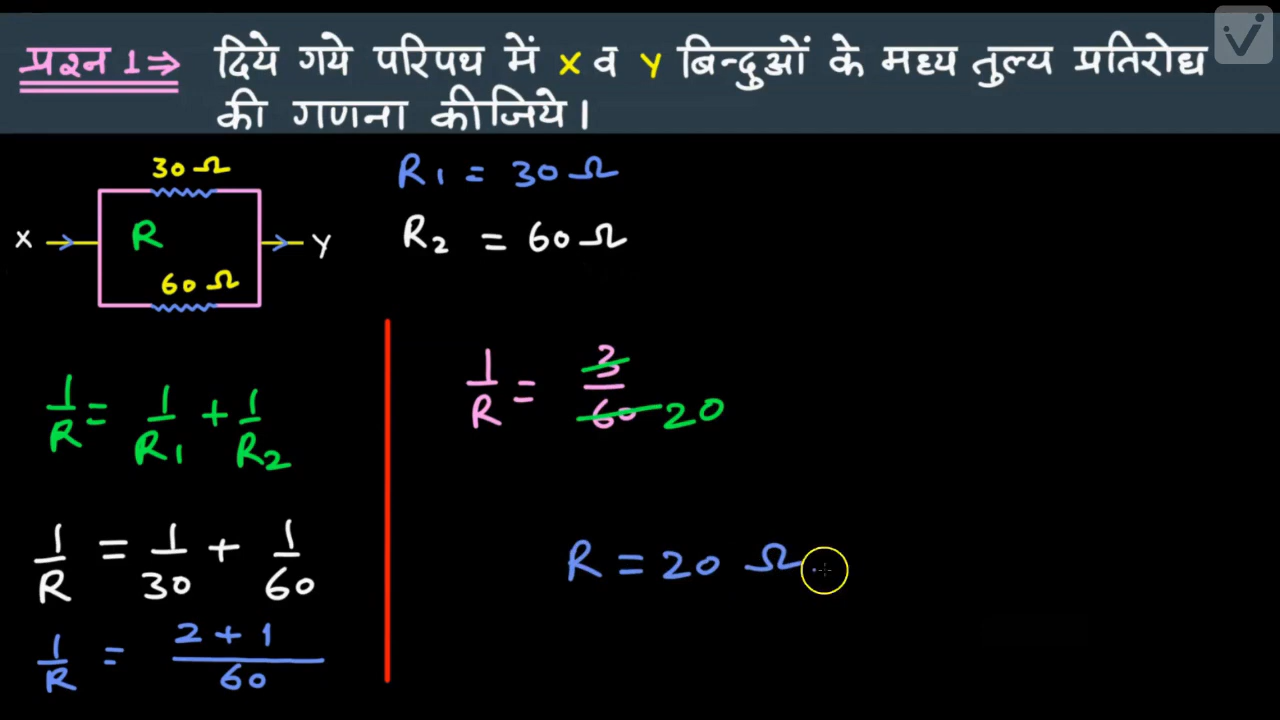 प्रश्न 1⇒ दिये गये परिपथ में X व Y बिन्दुओं के मध्य तुल्य प्रतिरोध
की गणना कीजिये।
30 Ω
X R Y
60 Ω
R1 = 30 Ω
R2 = 60 Ω
1/R = 1/R1 + 1/R2
1/R = 1/30 + 1/60
1/R = 2 + 1/60
1/R = 3/60 20
R = 20 Ω